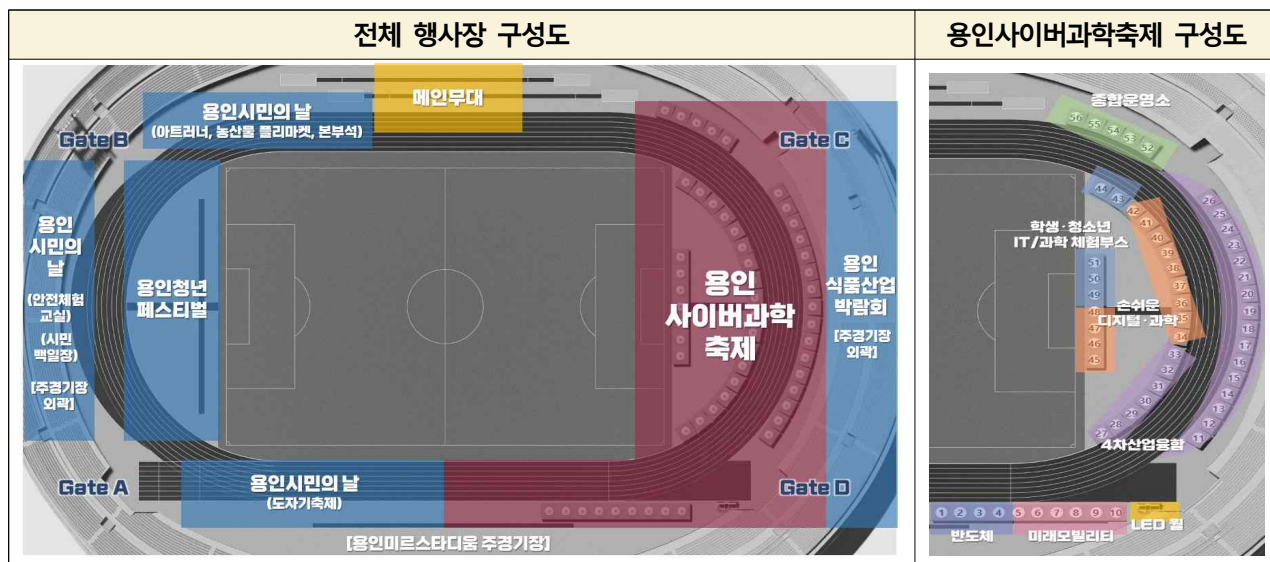 전체 행사장 구성도
용인사이버과학축제 구성도
메인무대
용인시민의 날
(아트러너, 농산물 플리마켓, 본부석)
Gate B
Gate C
용인
시민의
날
(안전체험
교실)
(시민
백일장)
[주경기장
외곽]
용인청년
페스티벌
용인
사이버과학
축제
용인
식품산업
박람회
[주경기장
외곽]
Gate A
용인시민의 날
(도자기축제)
Gate D
[용인미르스타디움 주경기장]
종합운영소
56 55 54 53 52
44 43
42 41 40 39 38 37 36 35 34
학생·청소년
IT/과학 체험부스
51
50
49
48
47
46
45
손쉬운
디지털·과학
26
25
24
23
22
21
20
19
18
17
16
15
14
13
12
11
33
32
31
30
29
28
27
4차산업융합
1 2 3 4 5 6 7 8 9 10
반도체
미래모빌리티
LED 월